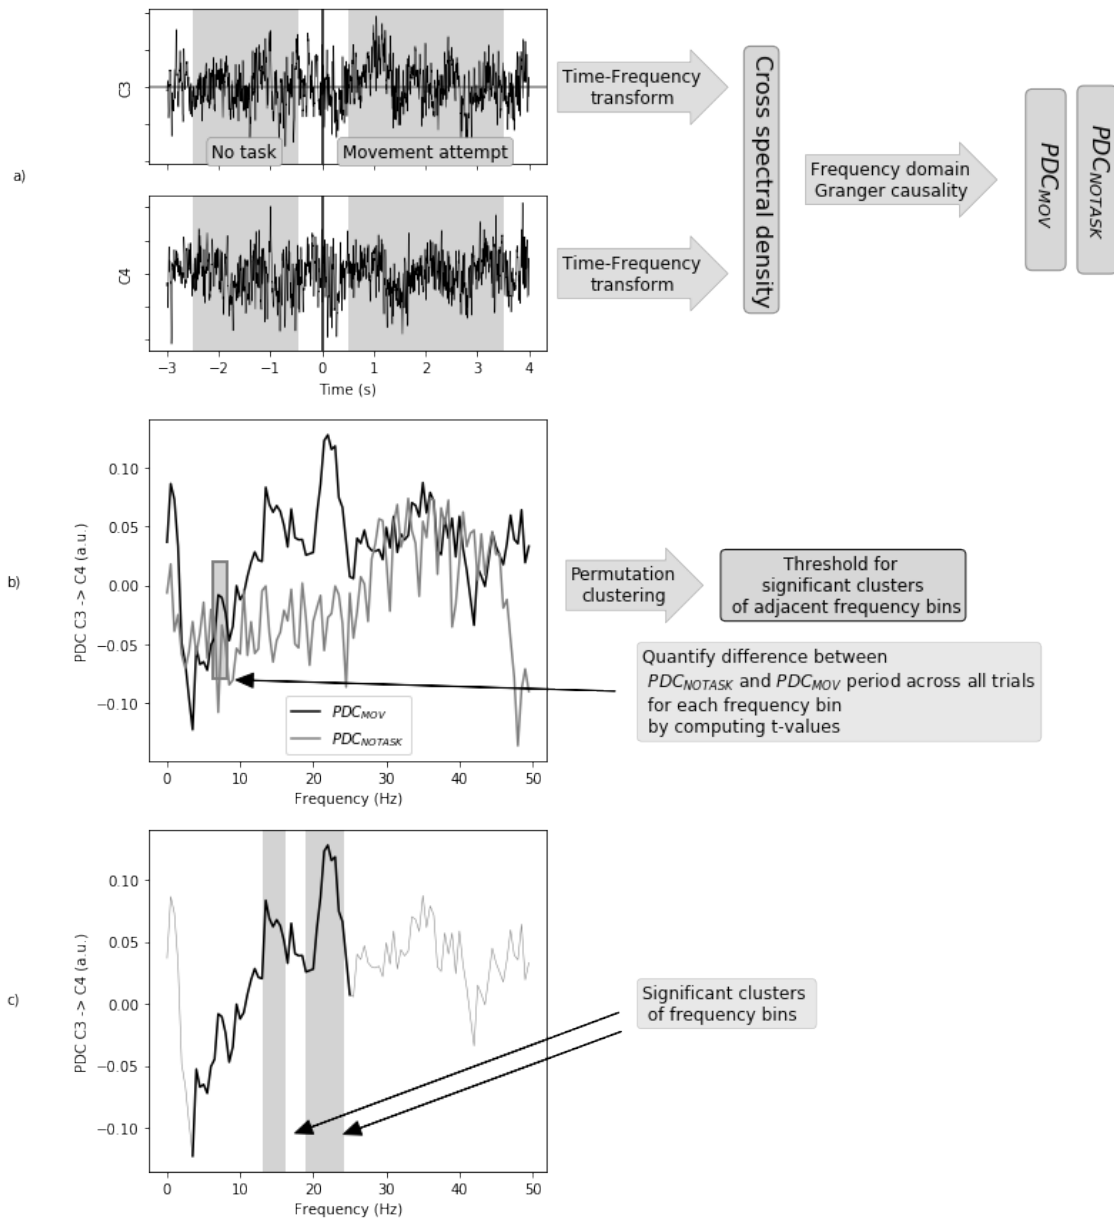 a)
C3
No task
Movement attempt
Time-Frequency
transform
Cross spectral density
Frequency domain
Granger causality
PDC_MOV
PDC_NOTASK
C4
Time-Frequency
transform
−3 −2 −1 0 1 2 3 4
Time (s)
b)
PDC C3 -> C4 (a.u.)
0.10
0.05
0.00
−0.05
−0.10
PDC_MOV
PDC_NOTASK
0 10 20 30 40 50
Frequency (Hz)
Permutation
clustering
Threshold for
significant clusters
of adjacent frequency bins
Quantify difference between
PDC_NOTASK and PDC_MOV period across all trials
for each frequency bin
by computing t-values
c)
PDC C3 -> C4 (a.u.)
0.10
0.05
0.00
−0.05
−0.10
0 10 20 30 40 50
Frequency (Hz)
Significant clusters
of frequency bins